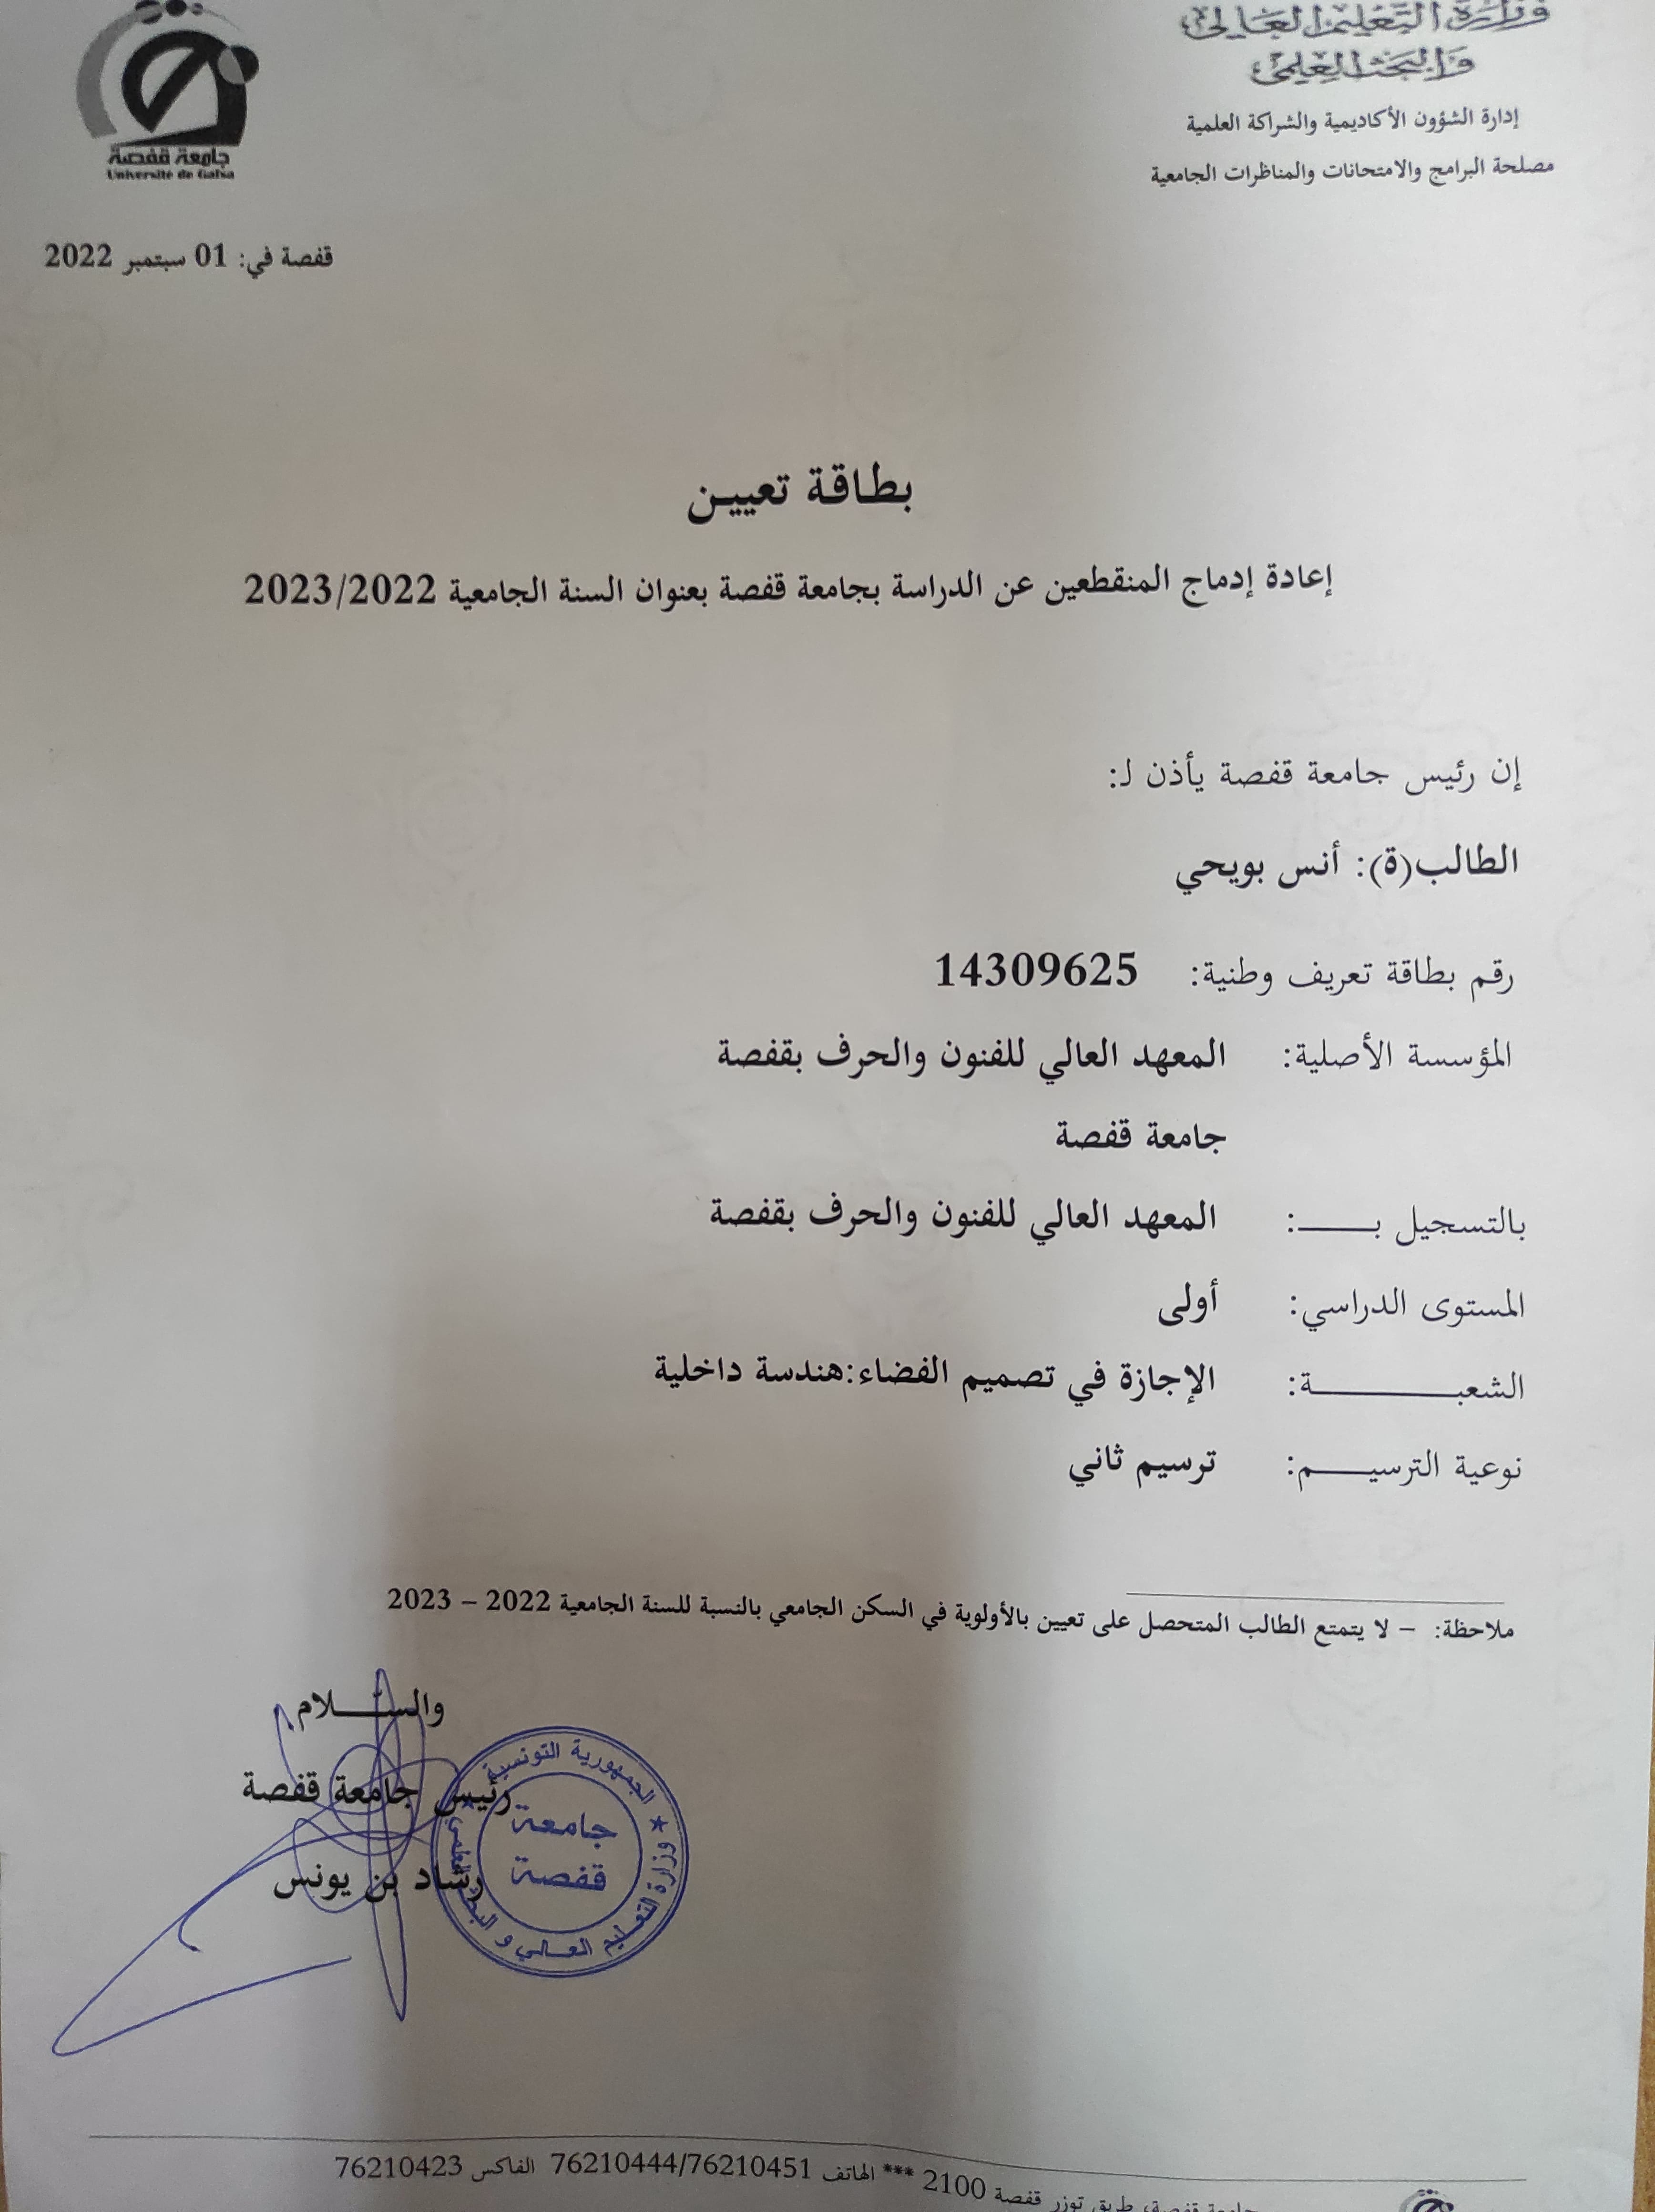 وزارة التعليم العالي
والبحث العلمي
إدارة الشؤون الأكاديمية والشراكة العلمية
مصلحة البرامج والامتحانات والمناظرات الجامعية
جامعة قفصة
Université de Gafsa
قفصة في: 01 سبتمبر 2022
بطاقة تعيين
إعادة إدماج المنقطعين عن الدراسة بجامعة قفصة بعنوان السنة الجامعية 2023/2022
إن رئيس جامعة قفصة يأذن لـ:
الطالب(ة): أنس بويحي
رقم بطاقة تعريف وطنية: 14309625
المؤسسة الأصلية: المعهد العالي للفنون والحرف بقفصة
جامعة قفصة
بالتسجيل بـــــــ: المعهد العالي للفنون والحرف بقفصة
المستوى الدراسي: أولى
الشعبـــــــــــــــة: الإجازة في تصميم الفضاء:هندسة داخلية
نوعية الترسيـــــــم: ترسيم ثاني
ملاحظة: – لا يتمتع الطالب المتحصل على تعيين بالأولوية في السكن الجامعي بالنسبة للسنة الجامعية 2022 – 2023
والســـــــلام
رئيس جامعة قفصة
رشاد بن يونس
الجمهورية التونسية
وزارة التعليم العالي و البحث العلمي
جامعة
قفصة
جامعة قفصة، طريق توزر قفصة 2100 *** الهاتف 76210444/76210451 الفاكس 76210423